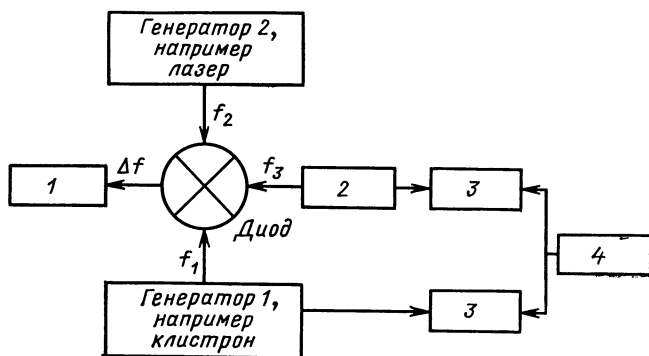 Генератор 2,
например
лазер
f₂
Δf
f₃
1
2
3
Диод
4
f₁
Генератор 1,
например
клистрон
3